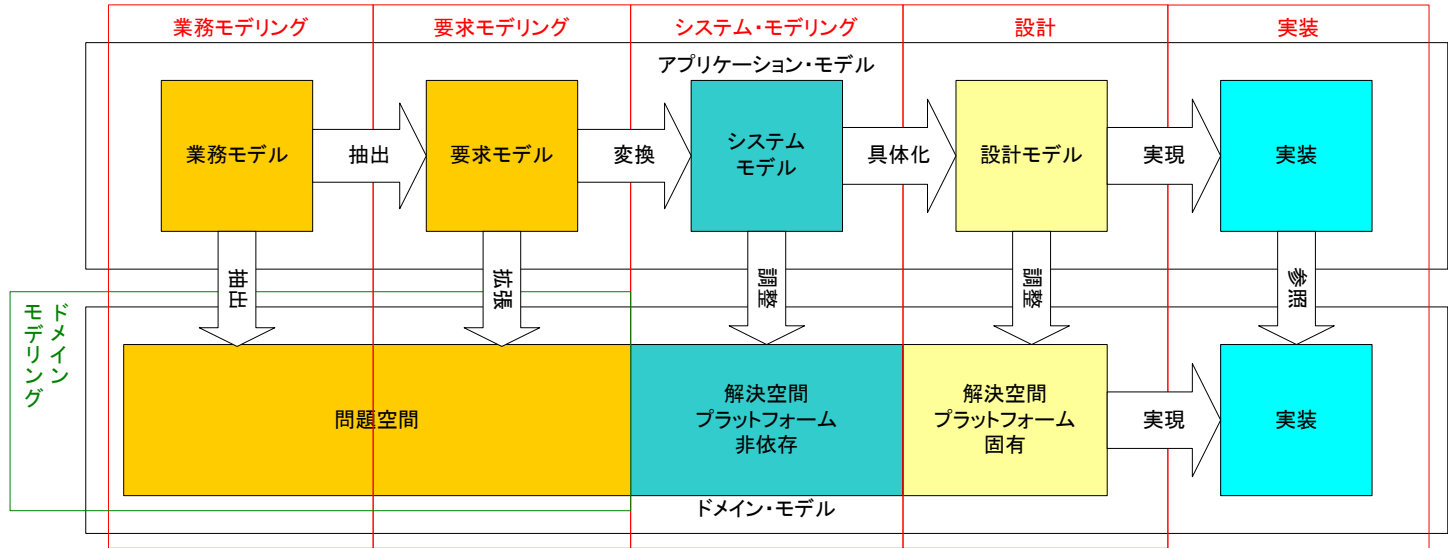 業務モデリング
要求モデリング
システム・モデリング
設計
実装
アプリケーション・モデル
業務モデル
抽出
要求モデル
変換
システム
モデル
具体化
設計モデル
実現
実装
抽出
拡張
調整
調整
参照
ドメイン
モデリング
問題空間
解決空間
プラットフォーム
非依存
解決空間
プラットフォーム
固有
実現
実装
ドメイン・モデル